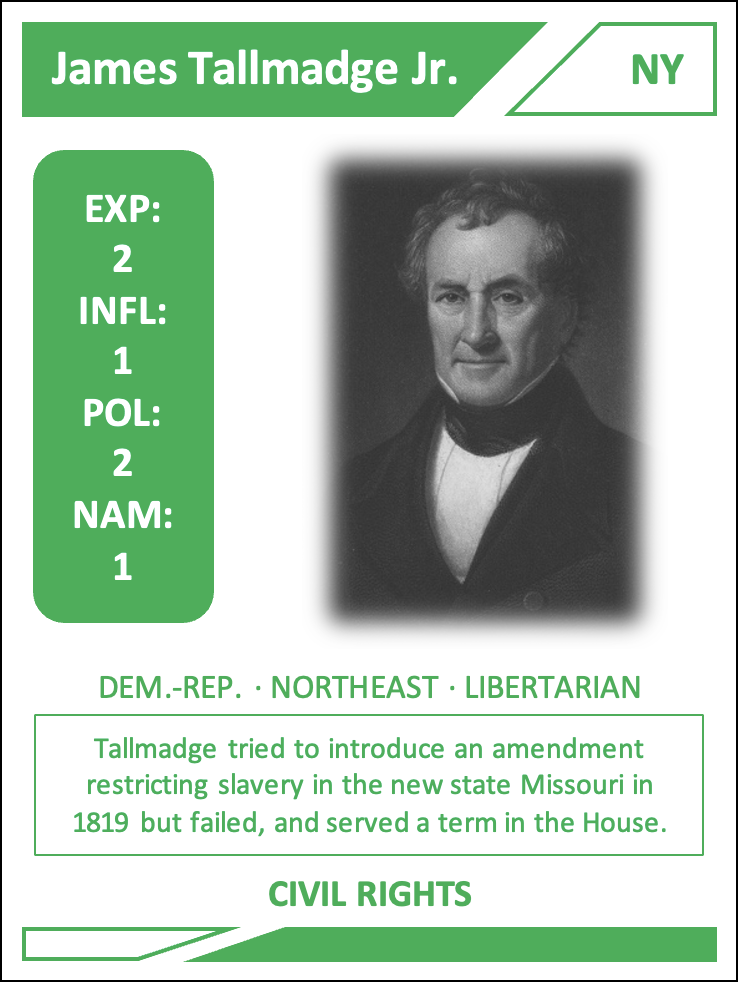 James Tallmadge Jr.
NY
EXP:
2
INFL:
1
POL:
2
NAM:
1
DEM.-REP. · NORTHEAST · LIBERTARIAN
Tallmadge tried to introduce an amendment
restricting slavery in the new state Missouri in
1819 but failed, and served a term in the House.
CIVIL RIGHTS